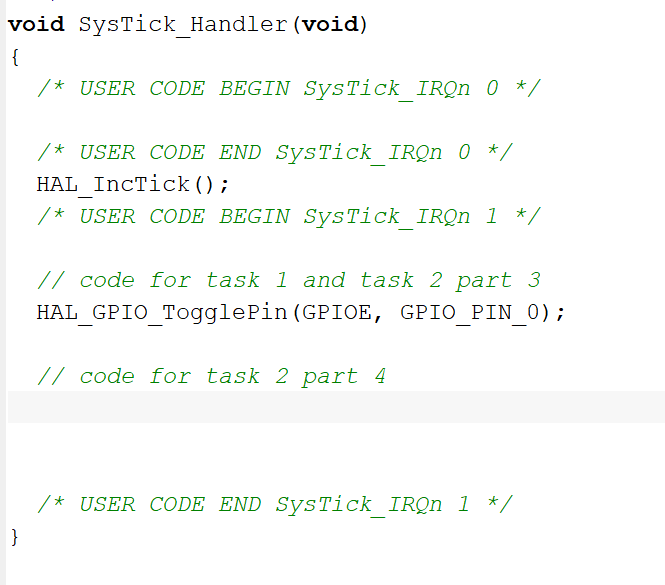 void SysTick_Handler(void)
{
/* USER CODE BEGIN SysTick_IRQn 0 */
/* USER CODE END SysTick_IRQn 0 */
HAL_IncTick();
/* USER CODE BEGIN SysTick_IRQn 1 */
// code for task 1 and task 2 part 3
HAL_GPIO_TogglePin(GPIOE, GPIO_PIN_0);
// code for task 2 part 4
/* USER CODE END SysTick_IRQn 1 */
}